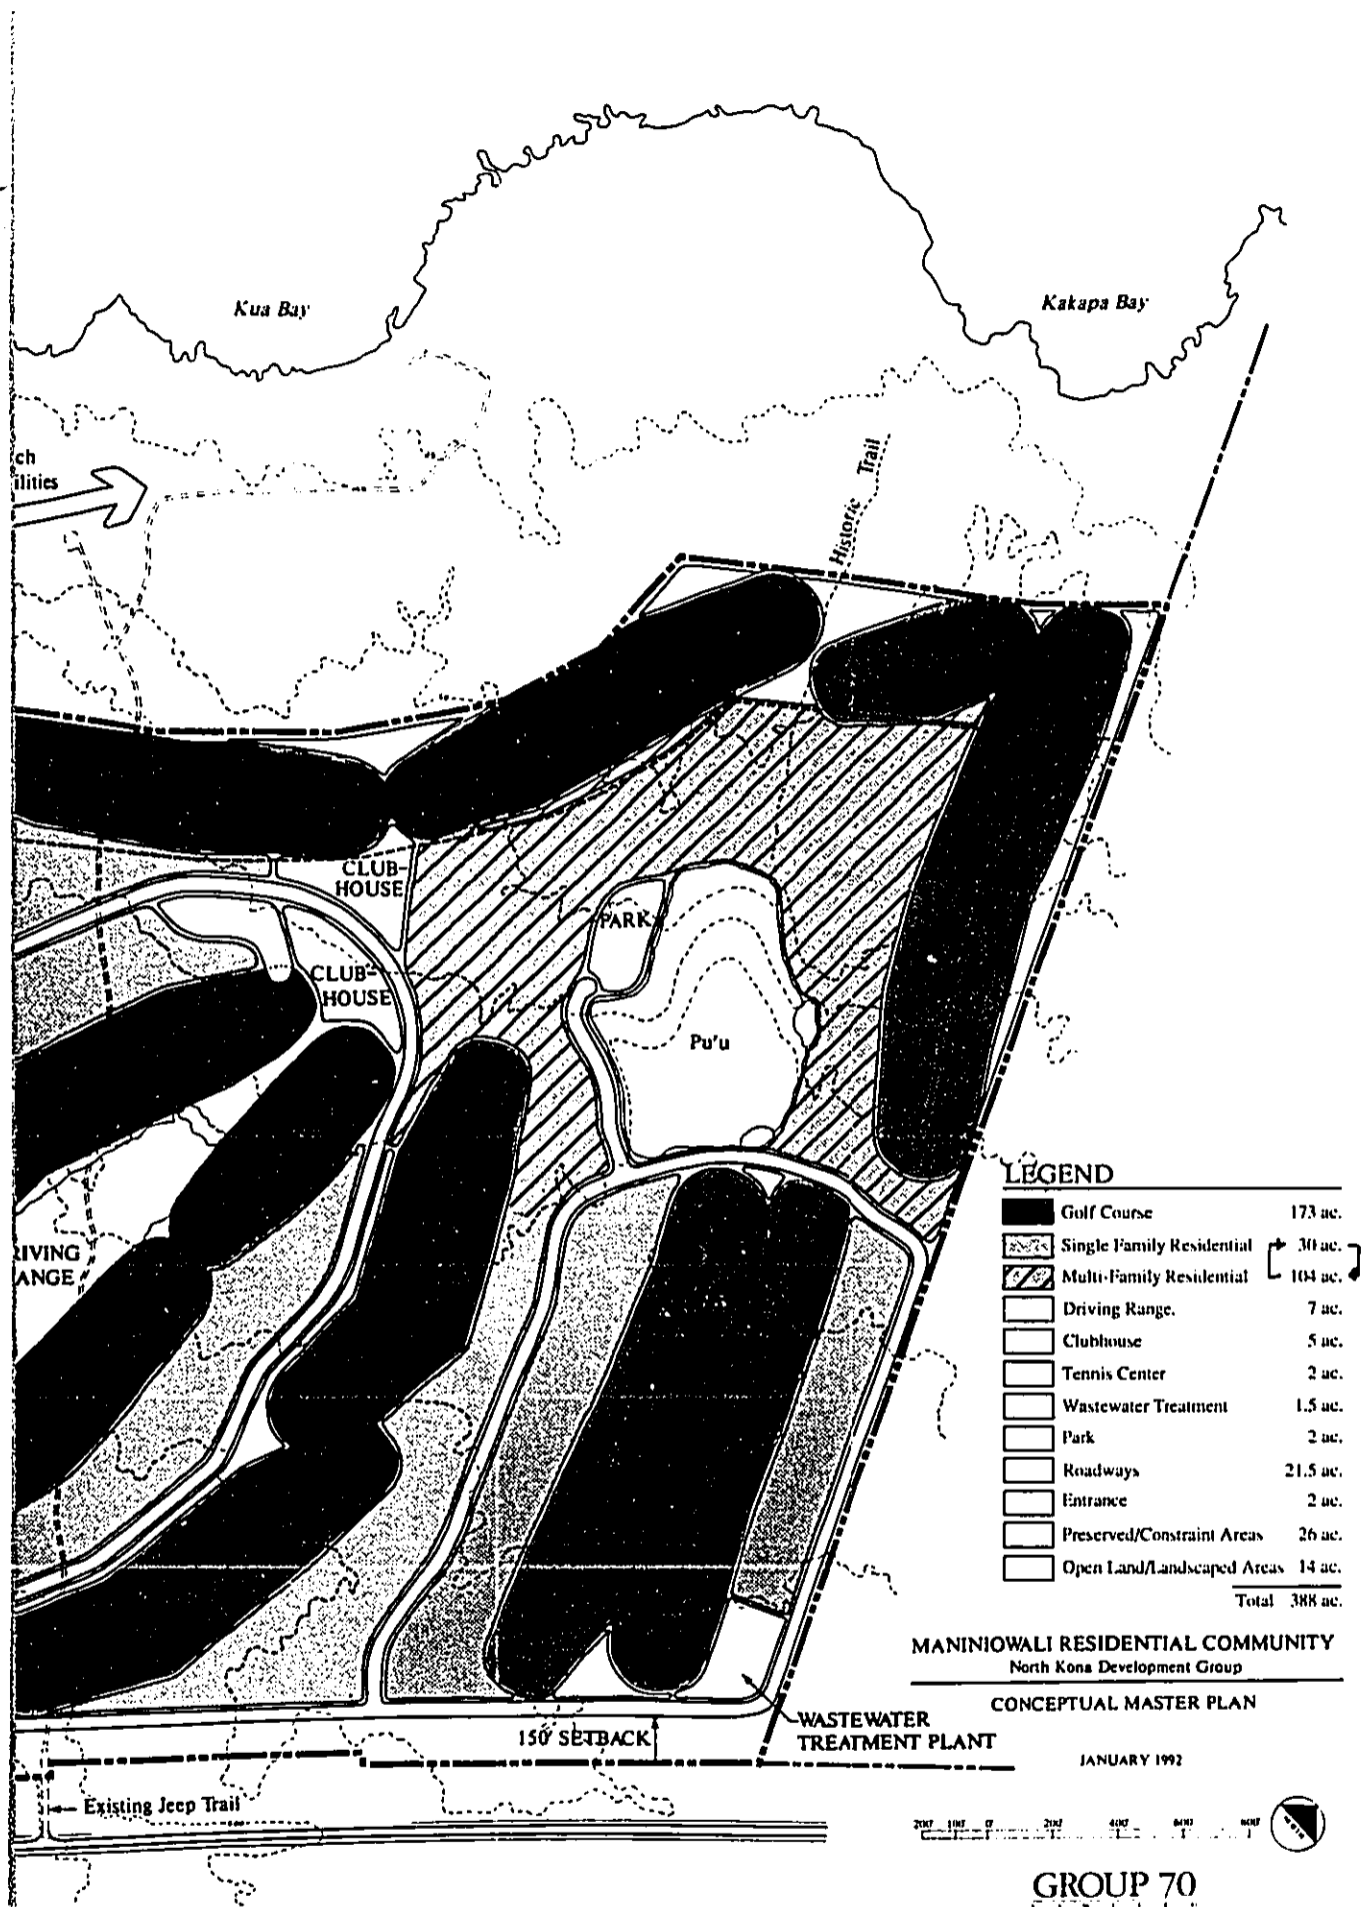 Kua Bay
Kakapa Bay
ch
ilities
Historic Trail
CLUB-
HOUSE
PARK
CLUB-
HOUSE
Pu'u
RIVING
ANGE
LEGEND
Golf Course 173 ac.
Single Family Residential 30 ac.
Multi-Family Residential 104 ac.
Driving Range. 7 ac.
Clubhouse 5 ac.
Tennis Center 2 ac.
Wastewater Treatment 1.5 ac.
Park 2 ac.
Roadways 21.5 ac.
Entrance 2 ac.
Preserved/Constraint Areas 26 ac.
Open Land/Landscaped Areas 14 ac.
Total 388 ac.
MANINIOWALI RESIDENTIAL COMMUNITY
North Kona Development Group
CONCEPTUAL MASTER PLAN
150' SETBACK
WASTEWATER
TREATMENT PLANT
JANUARY 1992
Existing Jeep Trail
GROUP 70